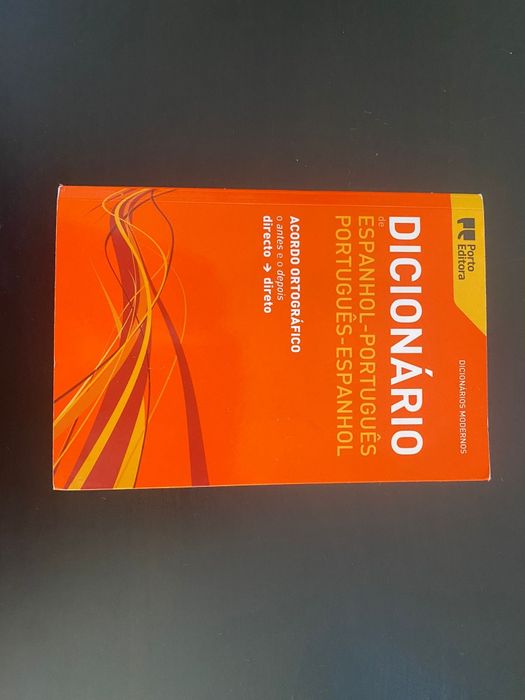 Porto
Editora
DICIONÁRIOS MODERNOS
DICIONÁRIO
de
ESPANHOL-PORTUGUÊS
PORTUGUÊS-ESPANHOL
ACORDO ORTOGRÁFICO
o antes e o depois
directo → direto